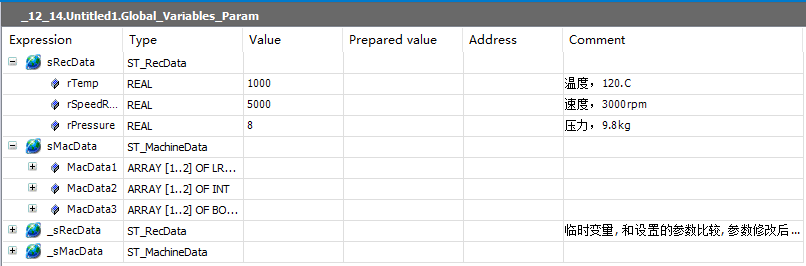 _12_14.Untitled1.Global_Variables_Param
Expression Type Value Prepared value Address Comment
sRecData ST_RecData
rTemp REAL 1000 温度, 120.C
rSpeedR... REAL 5000 速度, 3000rpm
rPressure REAL 8 压力, 9.8kg
sMacData ST_MachineData
MacData1 ARRAY [1..2] OF LR...
MacData2 ARRAY [1..2] OF INT
MacData3 ARRAY [1..2] OF BO...
_sRecData ST_RecData 临时变量, 和设置的参数比较, 参数修改后...
_sMacData ST_MachineData